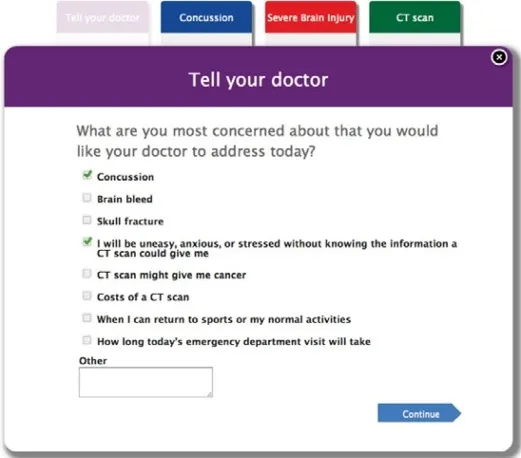 Tell your doctor
Concussion
Severe Brain Injury
CT scan
Tell your doctor
What are you most concerned about that you would
like your doctor to address today?
Concussion
Brain bleed
Skull fracture
I will be uneasy, anxious, or stressed without knowing the information a
CT scan could give me
CT scan might give me cancer
Costs of a CT scan
When I can return to sports or my normal activities
How long today's emergency department visit will take
Other
Continue